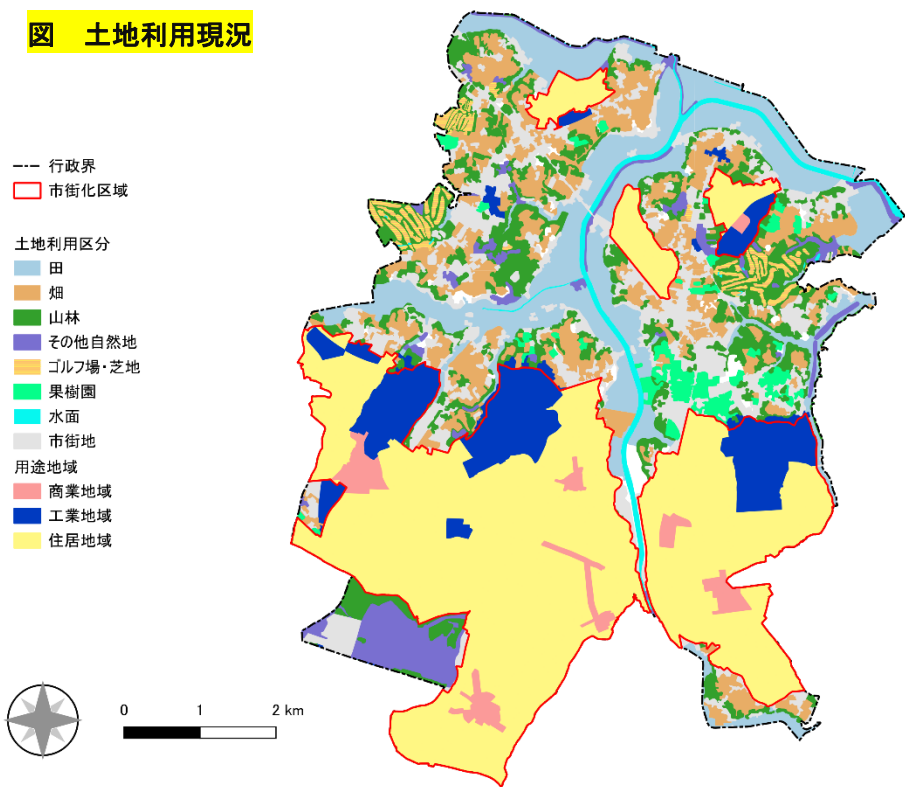 図 土地利用現況
行政界
市街化区域
土地利用区分
田
畑
山林
その他自然地
ゴルフ場・芝地
果樹園
水面
市街地
用途地域
商業地域
工業地域
住居地域
0 1 2 km